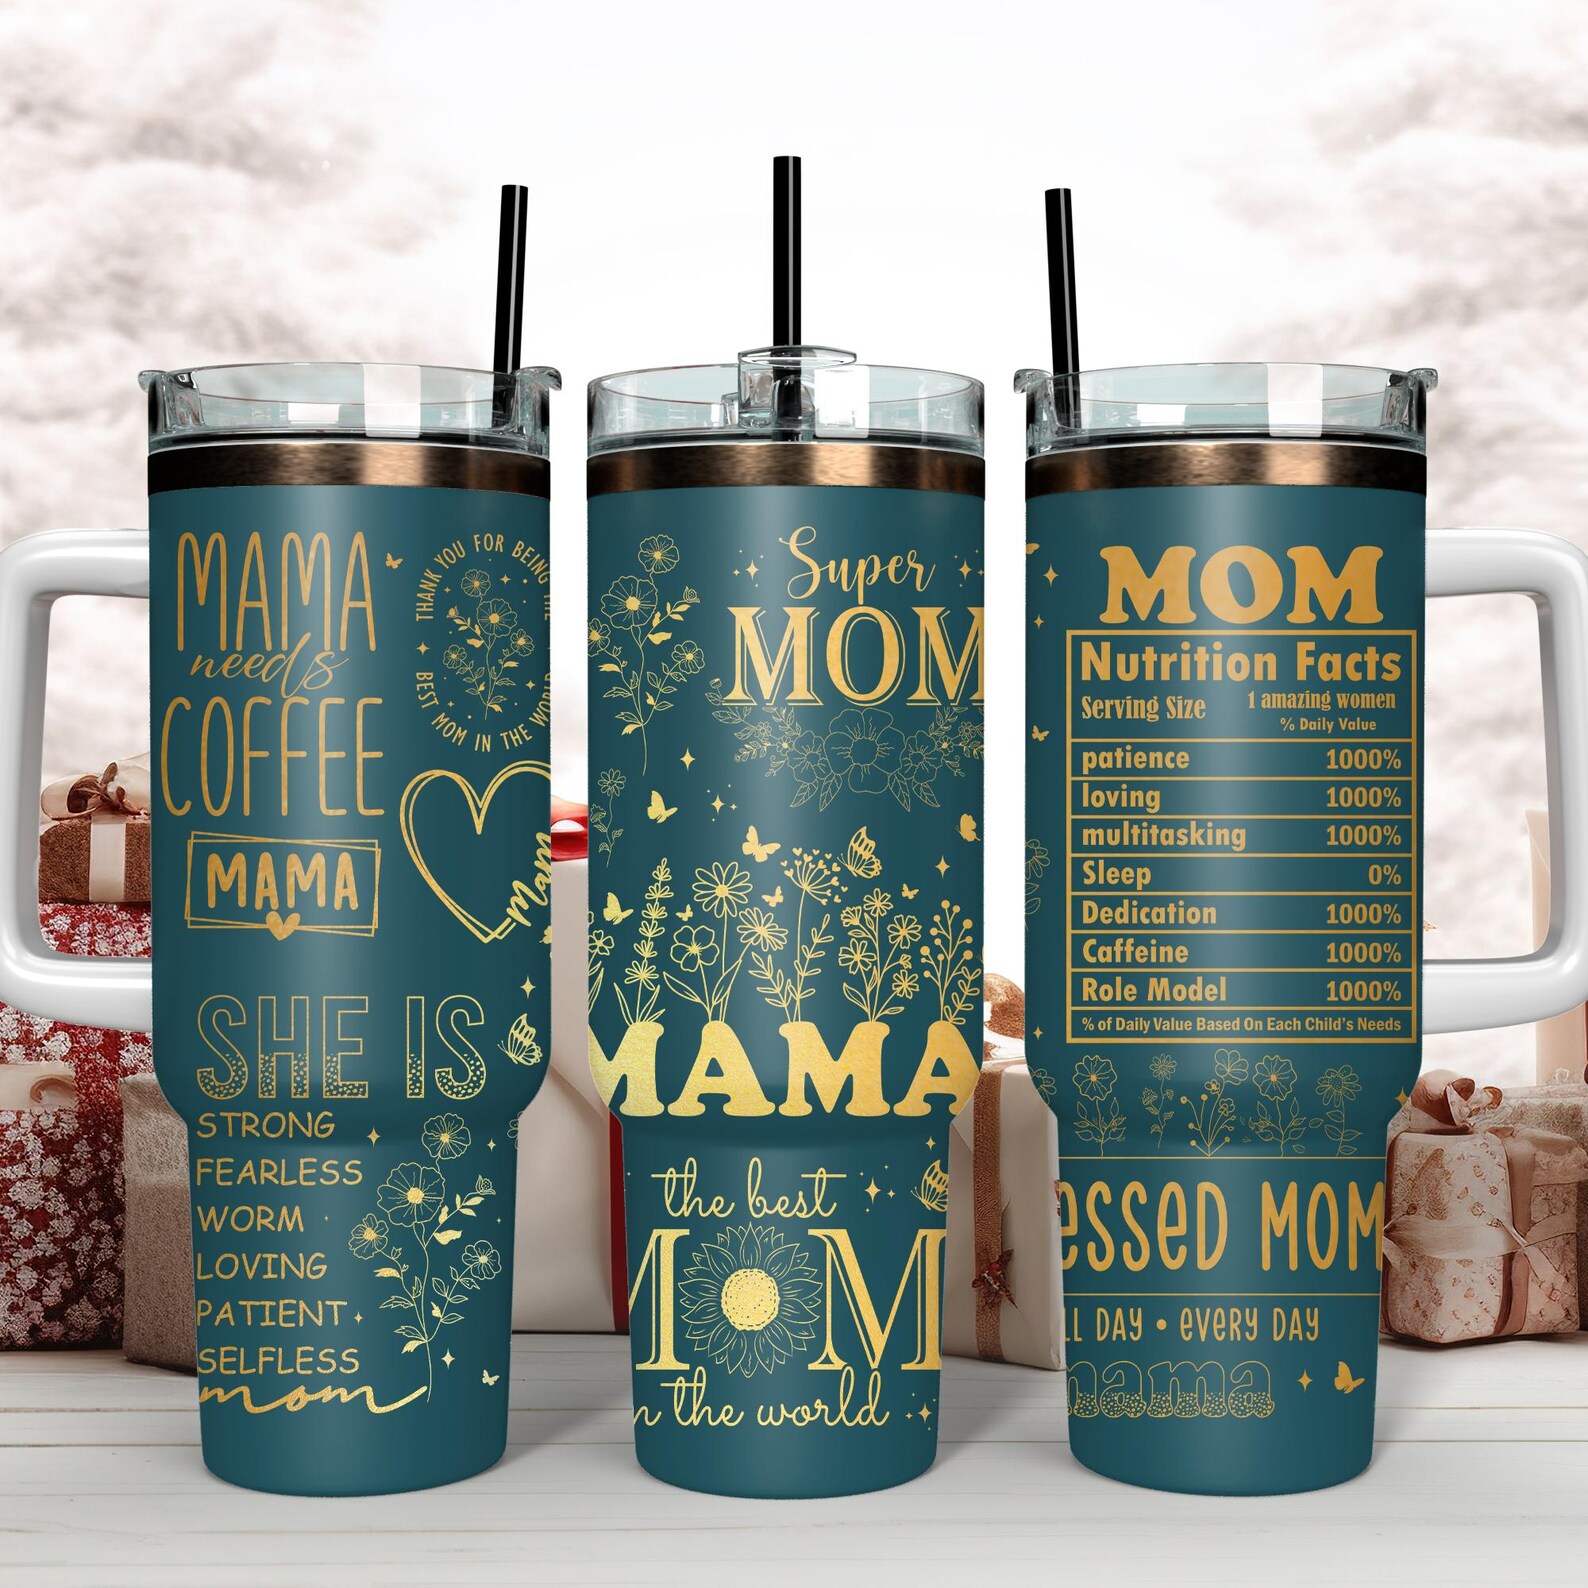 MAMA
needs
COFFEE
THANK YOU FOR BEING THE
BEST MOM IN THE WORLD
MAMA
Mam
SHE IS
STRONG
FEARLESS
WORM
LOVING
PATIENT
SELFLESS
mom
Super
MOM
MAMA
the best
MOM
in the world
MOM
Nutrition Facts
Serving Size 1 amazing women
% Daily Value
patience 1000%
loving 1000%
multitasking 1000%
Sleep 0%
Dedication 1000%
Caffeine 1000%
Role Model 1000%
% of Daily Value Based On Each Child's Needs
essed MOM
LL DAY • EVERY DAY
mama